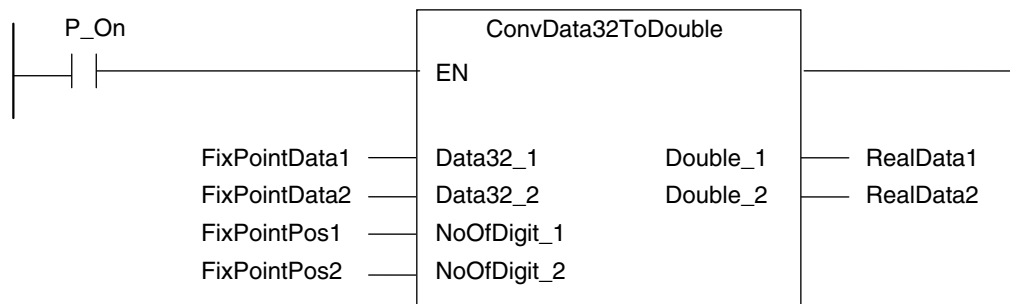 P_On
ConvData32ToDouble
EN
FixPointData1 Data32_1 Double_1 RealData1
FixPointData2 Data32_2 Double_2 RealData2
FixPointPos1 NoOfDigit_1
FixPointPos2 NoOfDigit_2